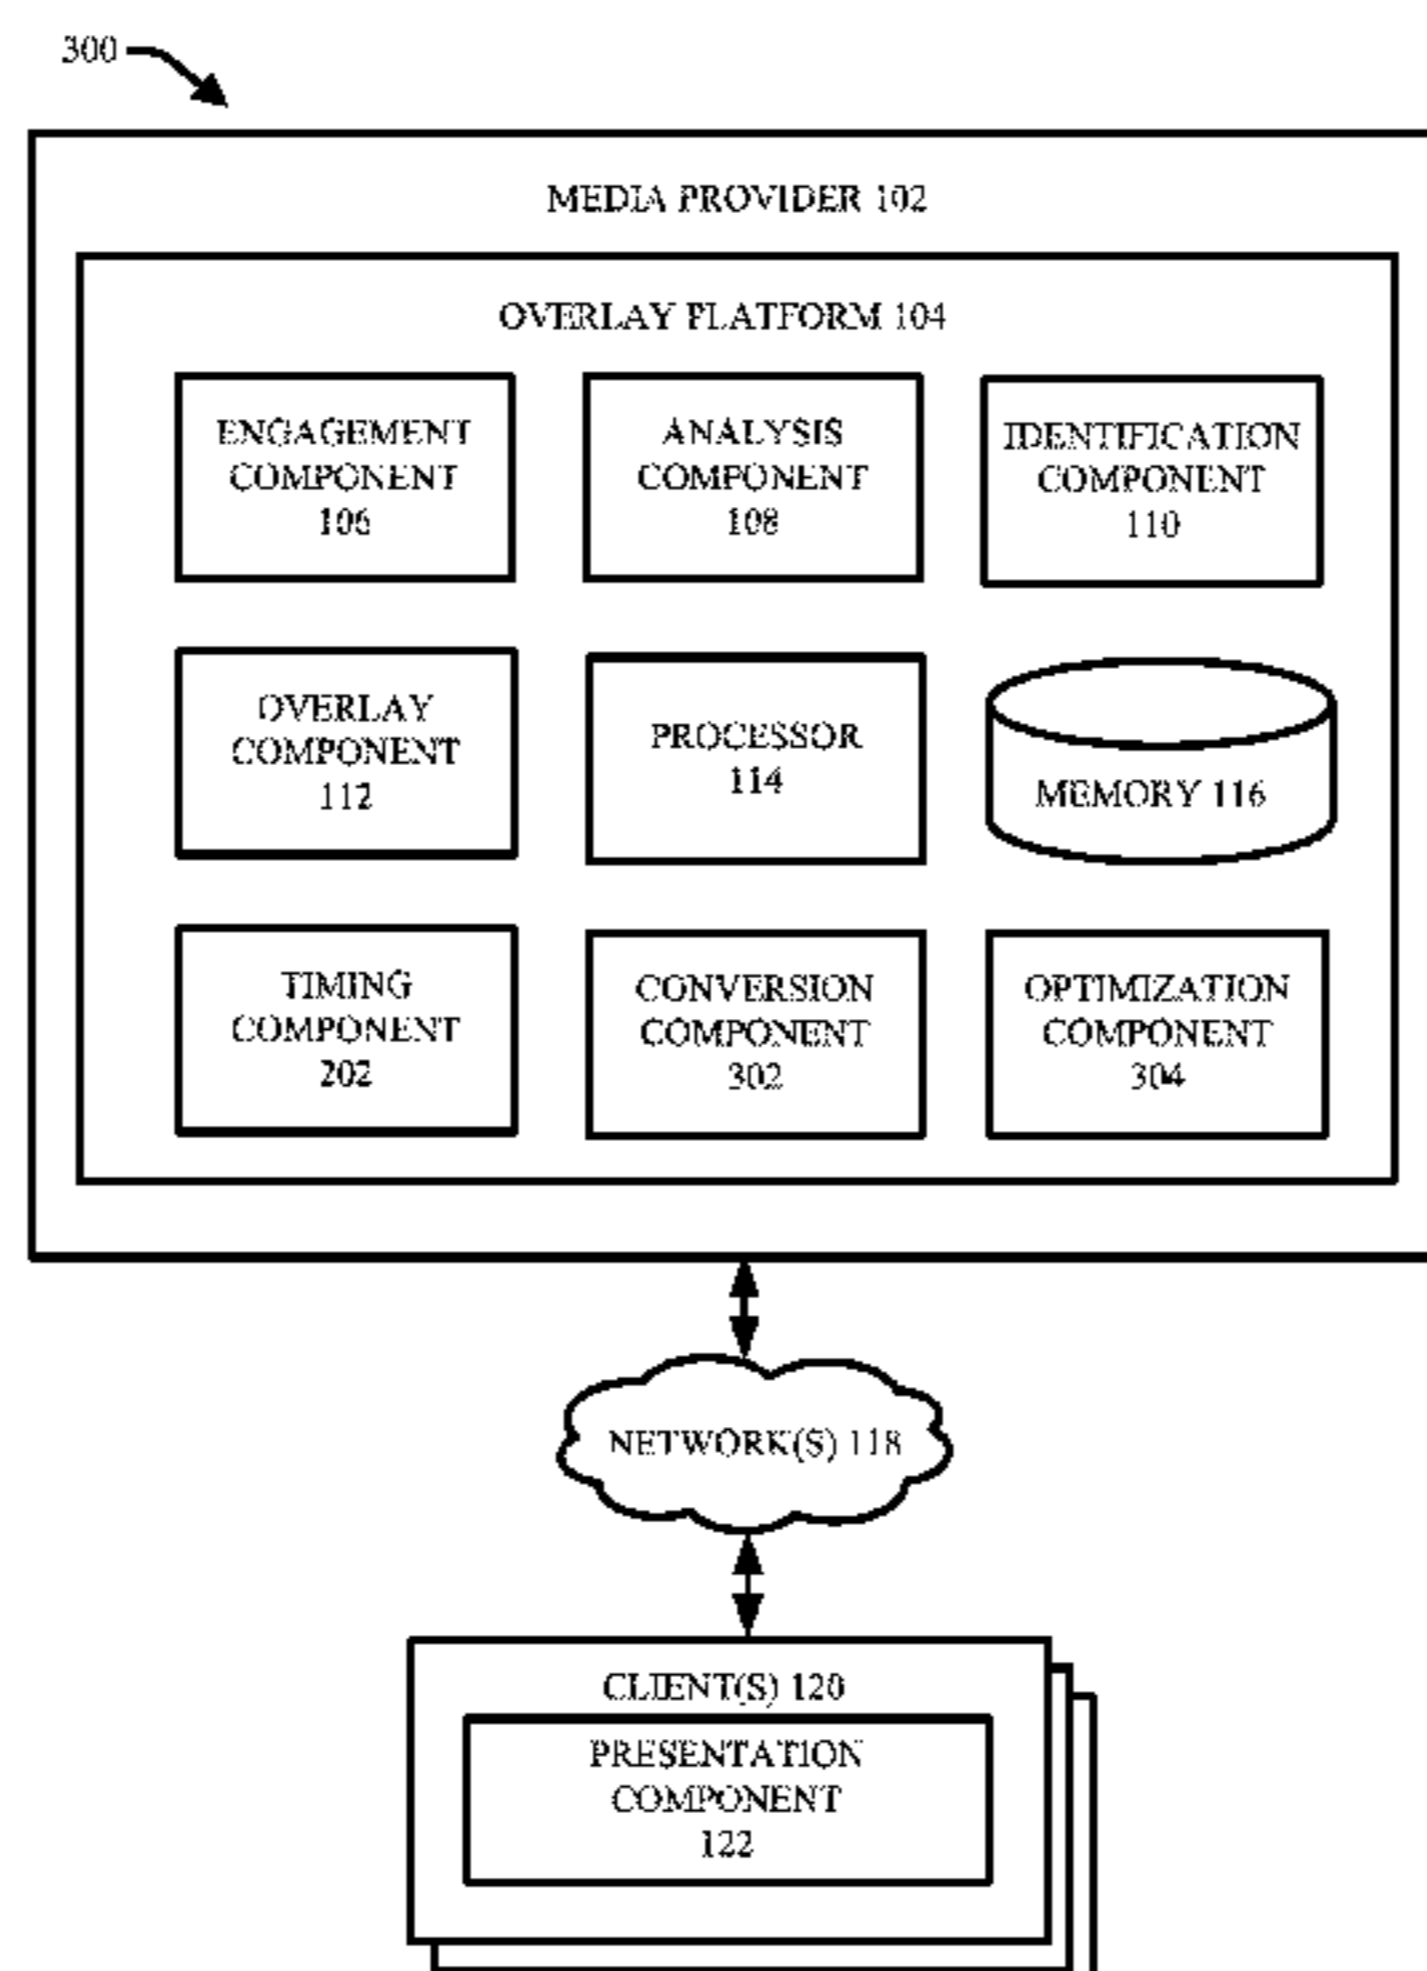 300
MEDIA PROVIDER 102
OVERLAY PLATFORM 104
ENGAGEMENT
COMPONENT
106
ANALYSIS
COMPONENT
108
IDENTIFICATION
COMPONENT
110
OVERLAY
COMPONENT
112
PROCESSOR
114
MEMORY 116
TIMING
COMPONENT
202
CONVERSION
COMPONENT
302
OPTIMIZATION
COMPONENT
304
NETWORK(S) 118
CLIENT(S) 120
PRESENTATION
COMPONENT
122